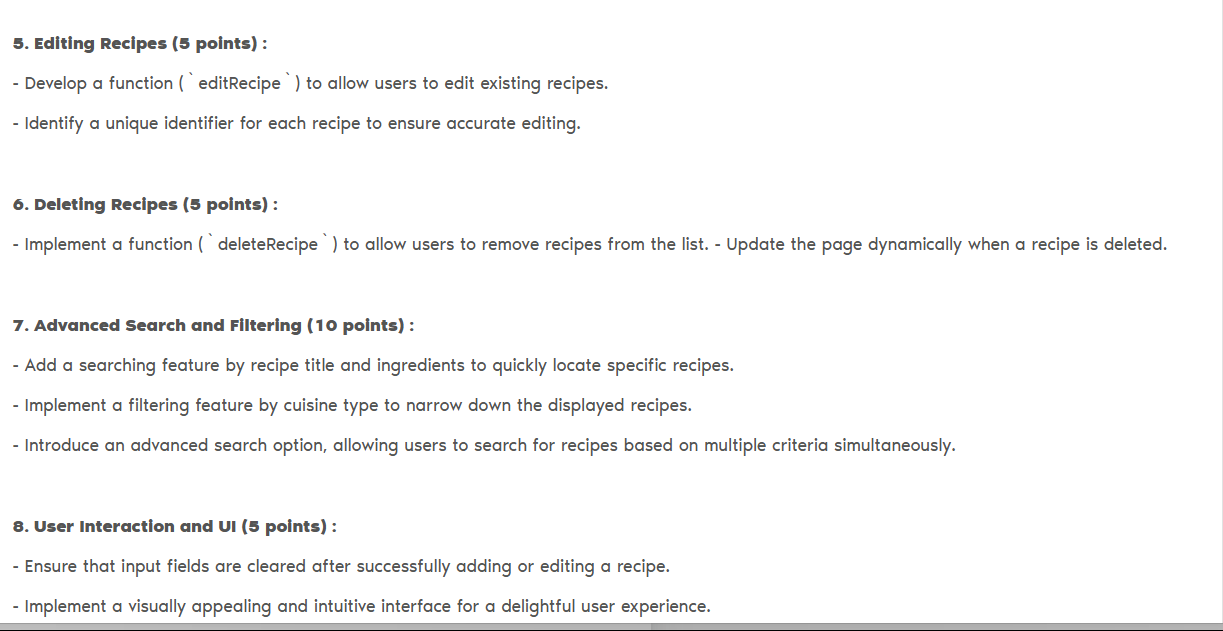 5. Editing Recipes (5 points) :
- Develop a function ( `editRecipe` ) to allow users to edit existing recipes.
- Identify a unique identifier for each recipe to ensure accurate editing.
6. Deleting Recipes (5 points) :
- Implement a function ( `deleteRecipe` ) to allow users to remove recipes from the list. - Update the page dynamically when a recipe is deleted.
7. Advanced Search and Filtering (10 points) :
- Add a searching feature by recipe title and ingredients to quickly locate specific recipes.
- Implement a filtering feature by cuisine type to narrow down the displayed recipes.
- Introduce an advanced search option, allowing users to search for recipes based on multiple criteria simultaneously.
8. User Interaction and UI (5 points) :
- Ensure that input fields are cleared after successfully adding or editing a recipe.
- Implement a visually appealing and intuitive interface for a delightful user experience.